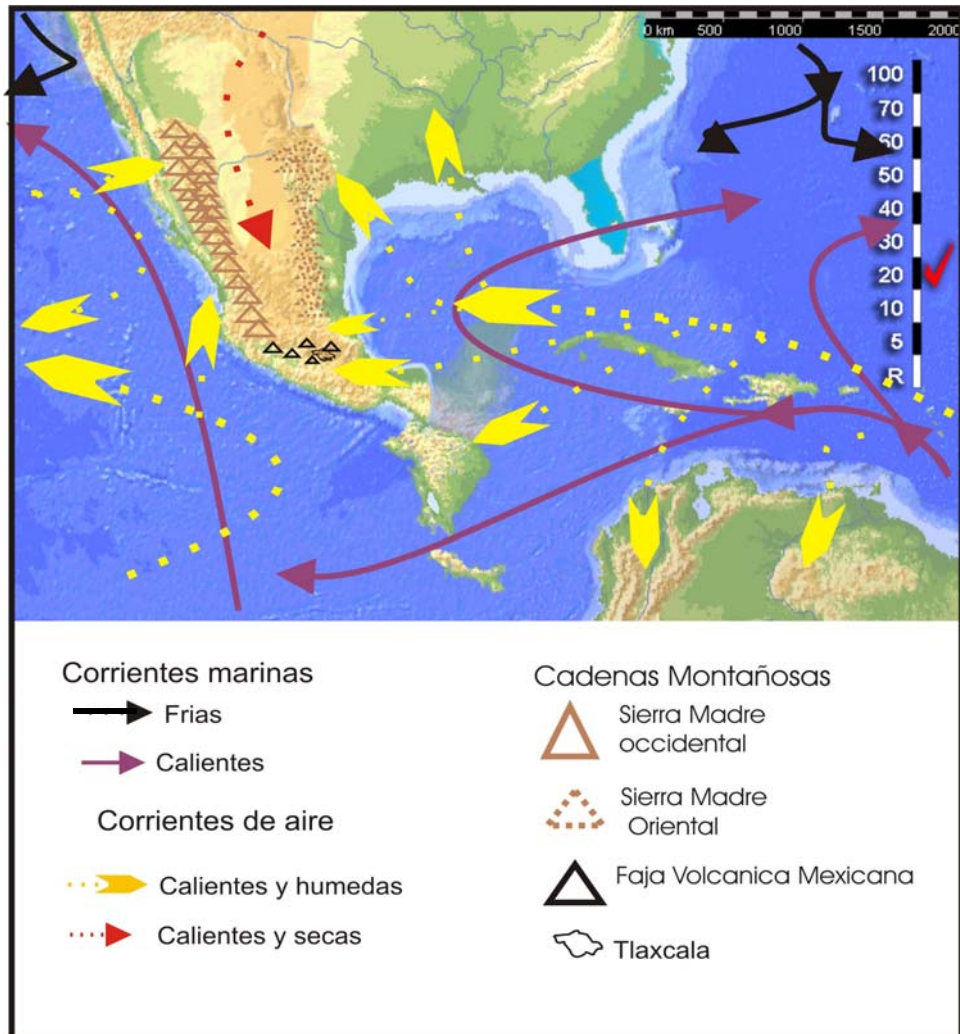 0 km 500 1000 1500 2000
100
70
60
50
40
30
20
10
5
R
Corrientes marinas
Frias
Calientes
Corrientes de aire
Calientes y humedas
Calientes y secas
Cadenas Montañosas
Sierra Madre
occidental
Sierra Madre
Oriental
Faja Volcanica Mexicana
Tlaxcala